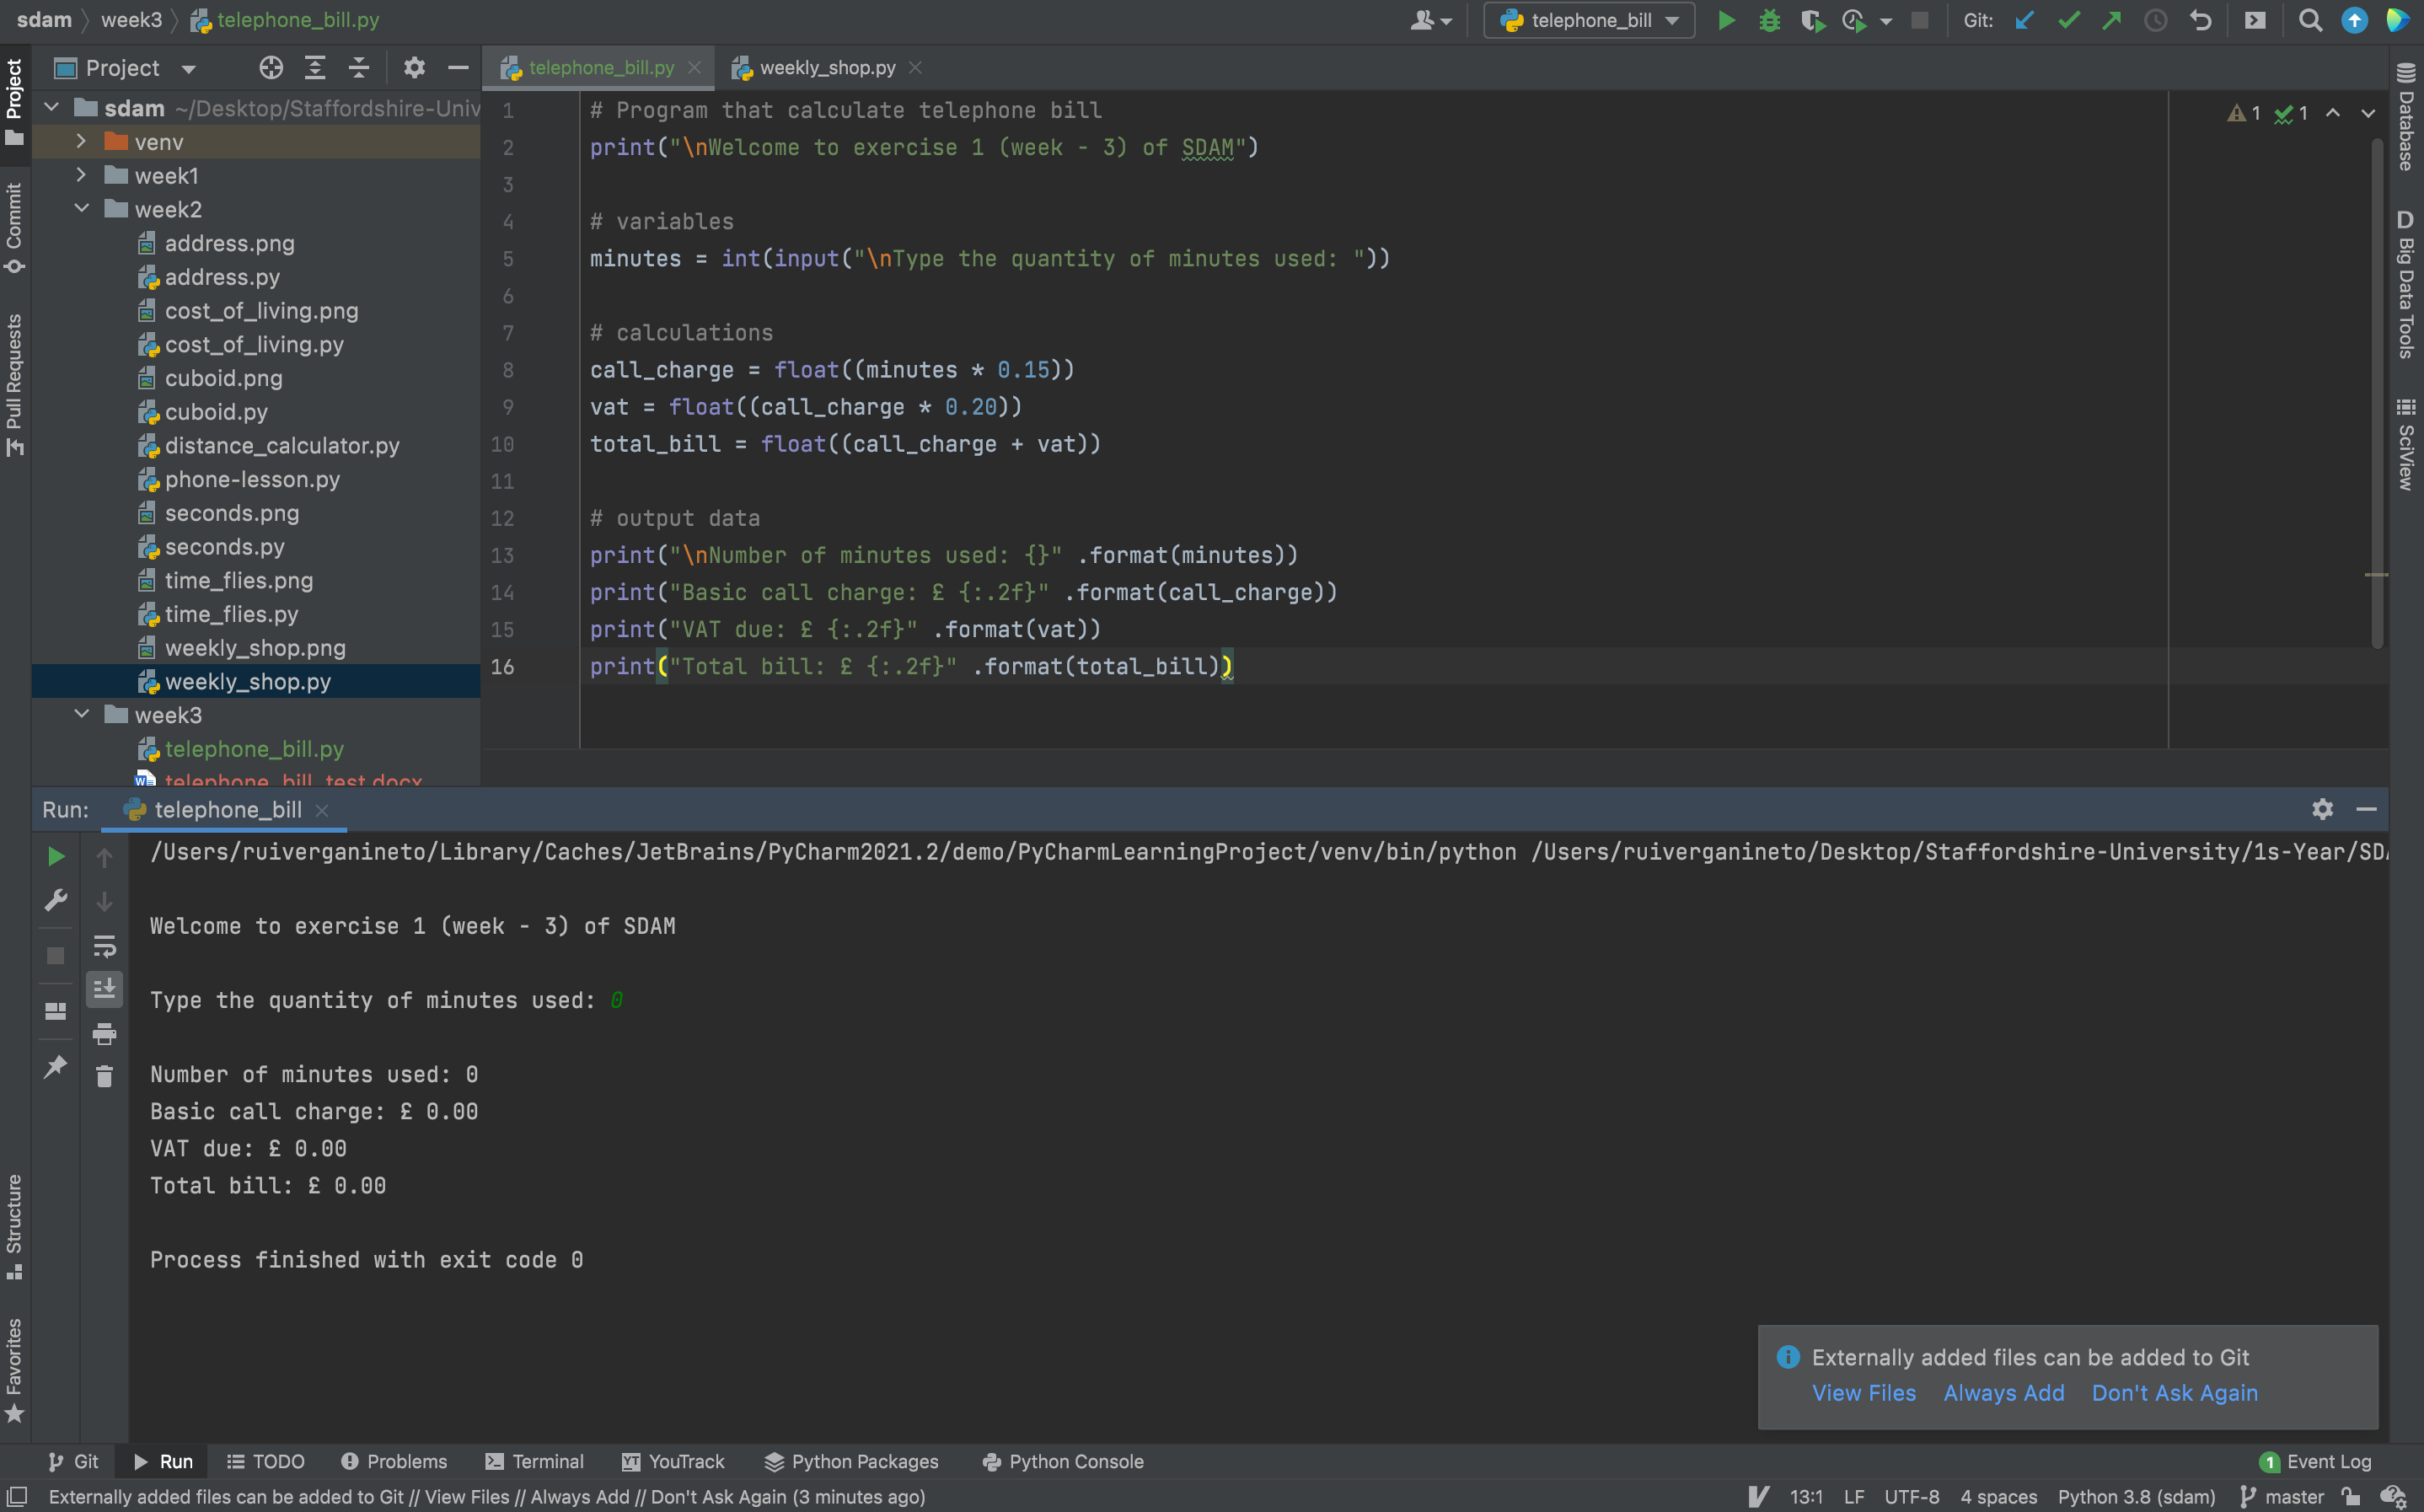 sdam week3 telephone_bill.py
telephone_bill
Git:
Project
telephone_bill.py
weekly_shop.py
Project
Commit
Pull Requests
Structure
Favorites
sdam ~/Desktop/Staffordshire-Univ
venv
week1
week2
address.png
address.py
cost_of_living.png
cost_of_living.py
cuboid.png
cuboid.py
distance_calculator.py
phone-lesson.py
seconds.png
seconds.py
time_flies.png
time_flies.py
weekly_shop.png
weekly_shop.py
week3
telephone_bill.py
telephone_bill_test.docx
1 # Program that calculate telephone bill
2 print("\nWelcome to exercise 1 (week - 3) of SDAM")
3
4 # variables
5 minutes = int(input("\nType the quantity of minutes used: "))
6
7 # calculations
8 call_charge = float((minutes * 0.15))
9 vat = float((call_charge * 0.20))
10 total_bill = float((call_charge + vat))
11
12 # output data
13 print("\nNumber of minutes used: {}" .format(minutes))
14 print("Basic call charge: £ {:.2f}" .format(call_charge))
15 print("VAT due: £ {:.2f}" .format(vat))
16 print("Total bill: £ {:.2f}" .format(total_bill))
1 1
Database
D Big Data Tools
SciView
Run: telephone_bill
/Users/ruiverganineto/Library/Caches/JetBrains/PyCharm2021.2/demo/PyCharmLearningProject/venv/bin/python /Users/ruiverganineto/Desktop/Staffordshire-University/1s-Year/SDA
Welcome to exercise 1 (week - 3) of SDAM
Type the quantity of minutes used: 0
Number of minutes used: 0
Basic call charge: £ 0.00
VAT due: £ 0.00
Total bill: £ 0.00
Process finished with exit code 0
Externally added files can be added to Git
View Files Always Add Don't Ask Again
Git Run TODO Problems Terminal YouTrack Python Packages Python Console
1 Event Log
Externally added files can be added to Git // View Files // Always Add // Don't Ask Again (3 minutes ago)
13:1 LF UTF-8 4 spaces Python 3.8 (sdam) master